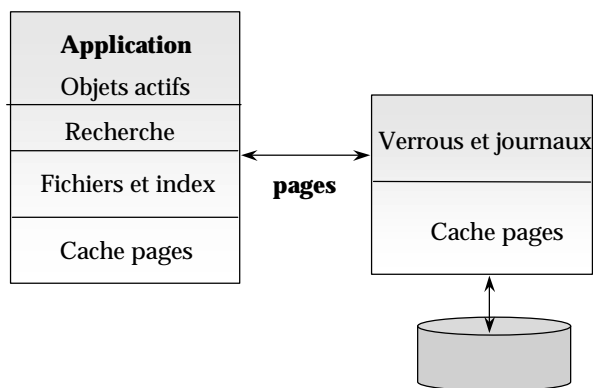 Application
Objets actifs
Recherche
Fichiers et index
Cache pages
pages
Verrous et journaux
Cache pages